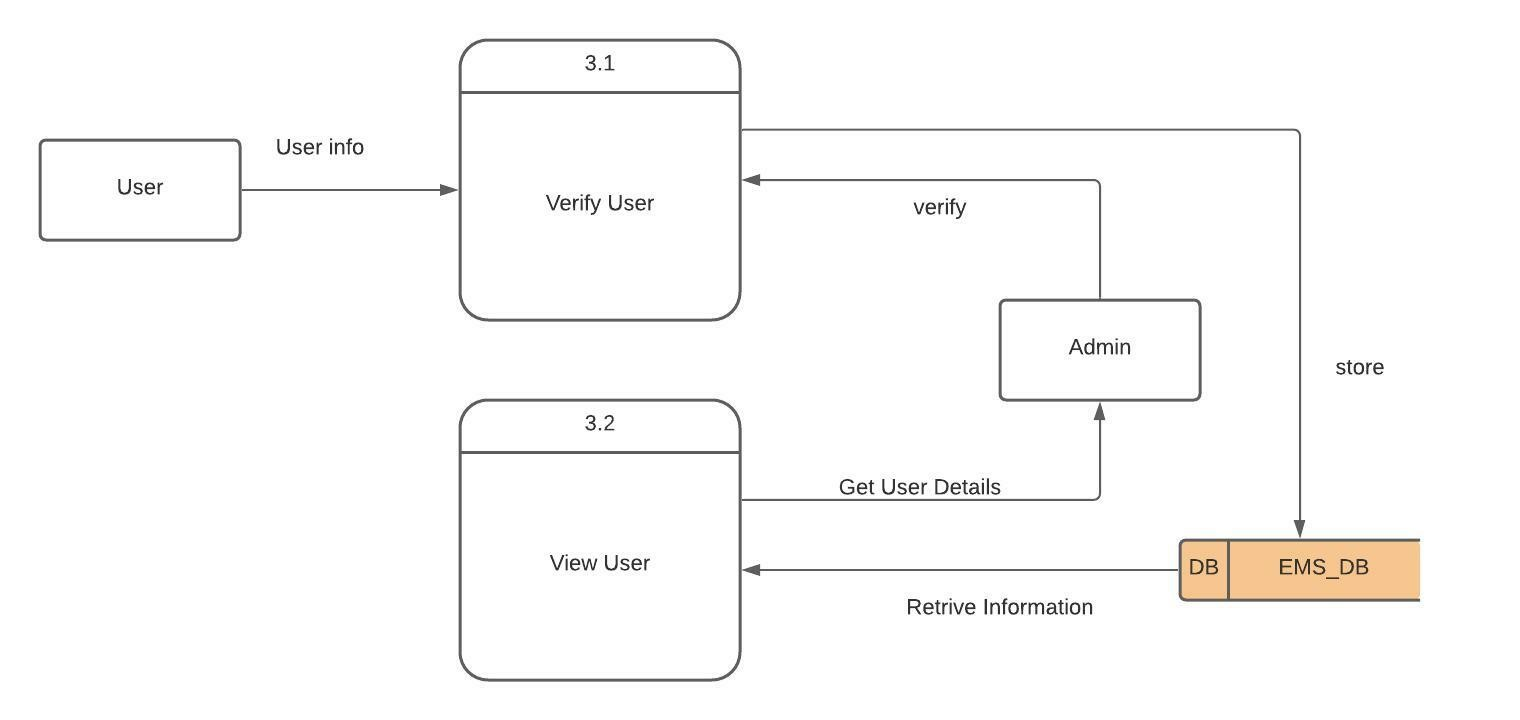 3.1
User info
User
Verify User
verify
Admin
store
3.2
Get User Details
View User
DB
EMS_DB
Retrive Information